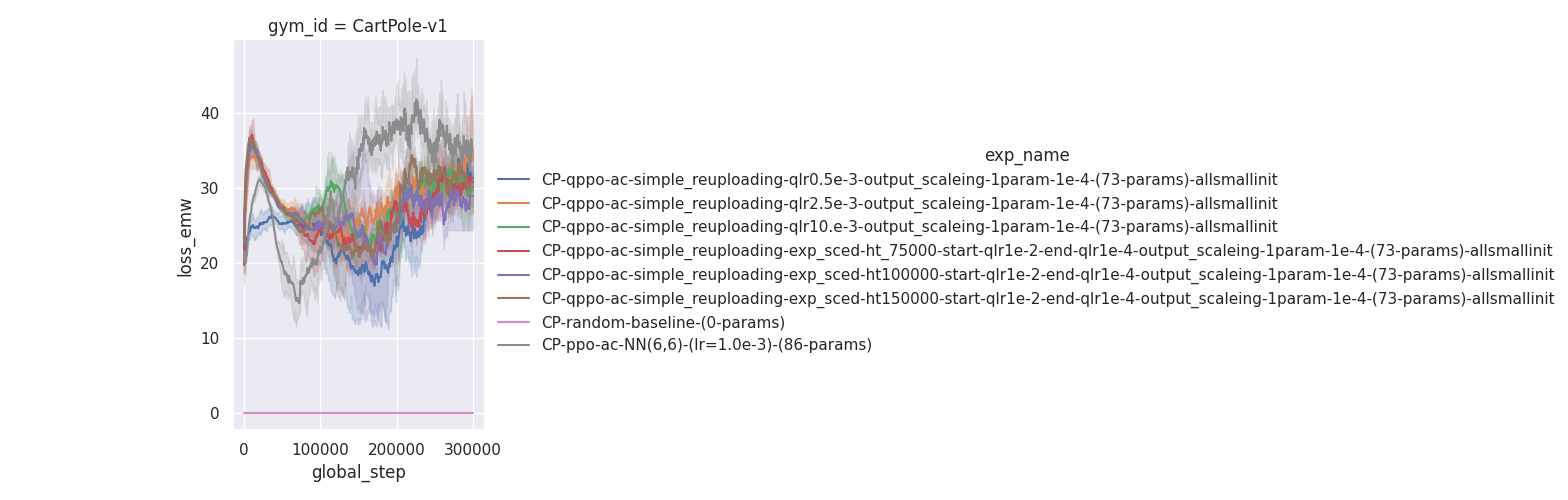 gym_id = CartPole-v1
40
30
20
10
0
loss_emw
0 100000 200000 300000
global_step
exp_name
CP-qppo-ac-simple_reuploading-qlr0.5e-3-output_scaleing-1param-1e-4-(73-params)-allsmallinit
CP-qppo-ac-simple_reuploading-qlr2.5e-3-output_scaleing-1param-1e-4-(73-params)-allsmallinit
CP-qppo-ac-simple_reuploading-qlr10.e-3-output_scaleing-1param-1e-4-(73-params)-allsmallinit
CP-qppo-ac-simple_reuploading-exp_sced-ht_75000-start-qlr1e-2-end-qlr1e-4-output_scaleing-1param-1e-4-(73-params)-allsmallinit
CP-qppo-ac-simple_reuploading-exp_sced-ht100000-start-qlr1e-2-end-qlr1e-4-output_scaleing-1param-1e-4-(73-params)-allsmallinit
CP-qppo-ac-simple_reuploading-exp_sced-ht150000-start-qlr1e-2-end-qlr1e-4-output_scaleing-1param-1e-4-(73-params)-allsmallinit
CP-random-baseline-(0-params)
CP-ppo-ac-NN(6,6)-(lr=1.0e-3)-(86-params)